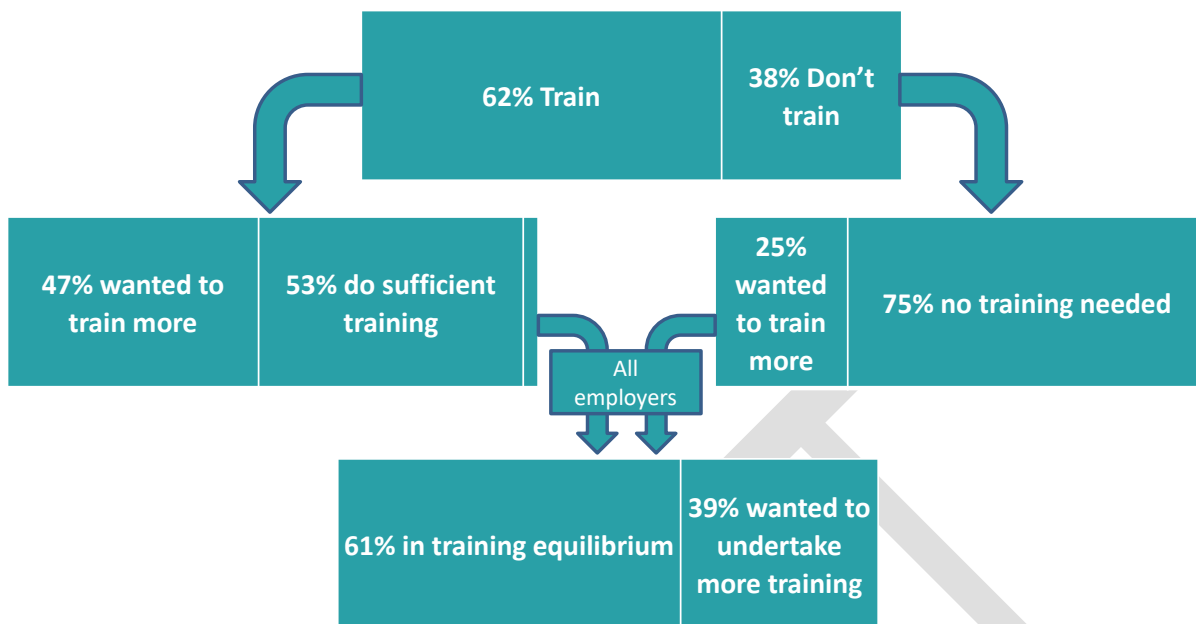 62% Train
38% Don’t
train
47% wanted to
train more
53% do sufficient
training
25%
wanted
to train
more
75% no training needed
All
employers
61% in training equilibrium
39% wanted to
undertake
more training